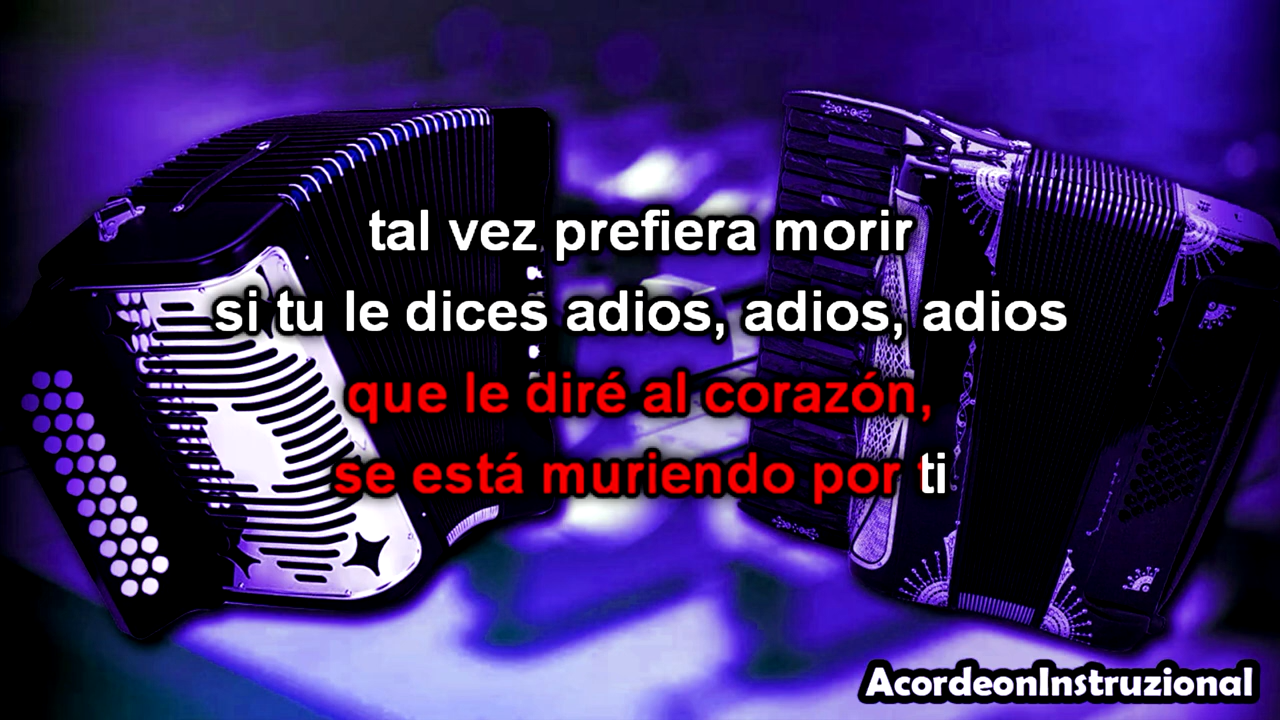 tal vez prefiera morir
si tu le dices adios, adios, adios
que le diré al corazón,
se está muriendo por ti
AcordeonInstruzional